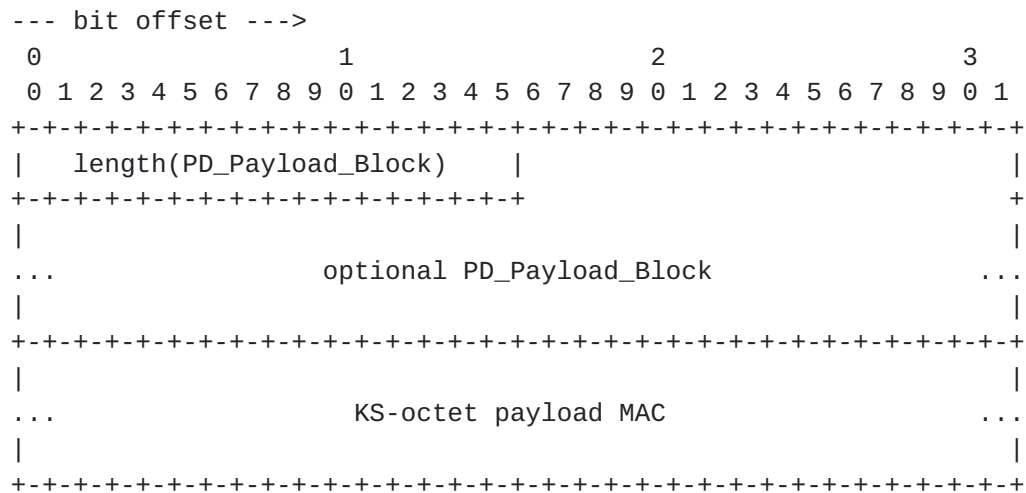 --- bit offset --->
 0                   1                   2                   3
 0 1 2 3 4 5 6 7 8 9 0 1 2 3 4 5 6 7 8 9 0 1 2 3 4 5 6 7 8 9 0 1
+-+-+-+-+-+-+-+-+-+-+-+-+-+-+-+-+-+-+-+-+-+-+-+-+-+-+-+-+-+-+-+-+
|   length(PD_Payload_Block)    |                               |
+-+-+-+-+-+-+-+-+-+-+-+-+-+-+-+-+                               +
|                                                               |
...                 optional PD_Payload_Block                 ...
|                                                               |
+-+-+-+-+-+-+-+-+-+-+-+-+-+-+-+-+-+-+-+-+-+-+-+-+-+-+-+-+-+-+-+-+
|                                                               |
...                   KS-octet payload MAC                    ...
|                                                               |
+-+-+-+-+-+-+-+-+-+-+-+-+-+-+-+-+-+-+-+-+-+-+-+-+-+-+-+-+-+-+-+-+